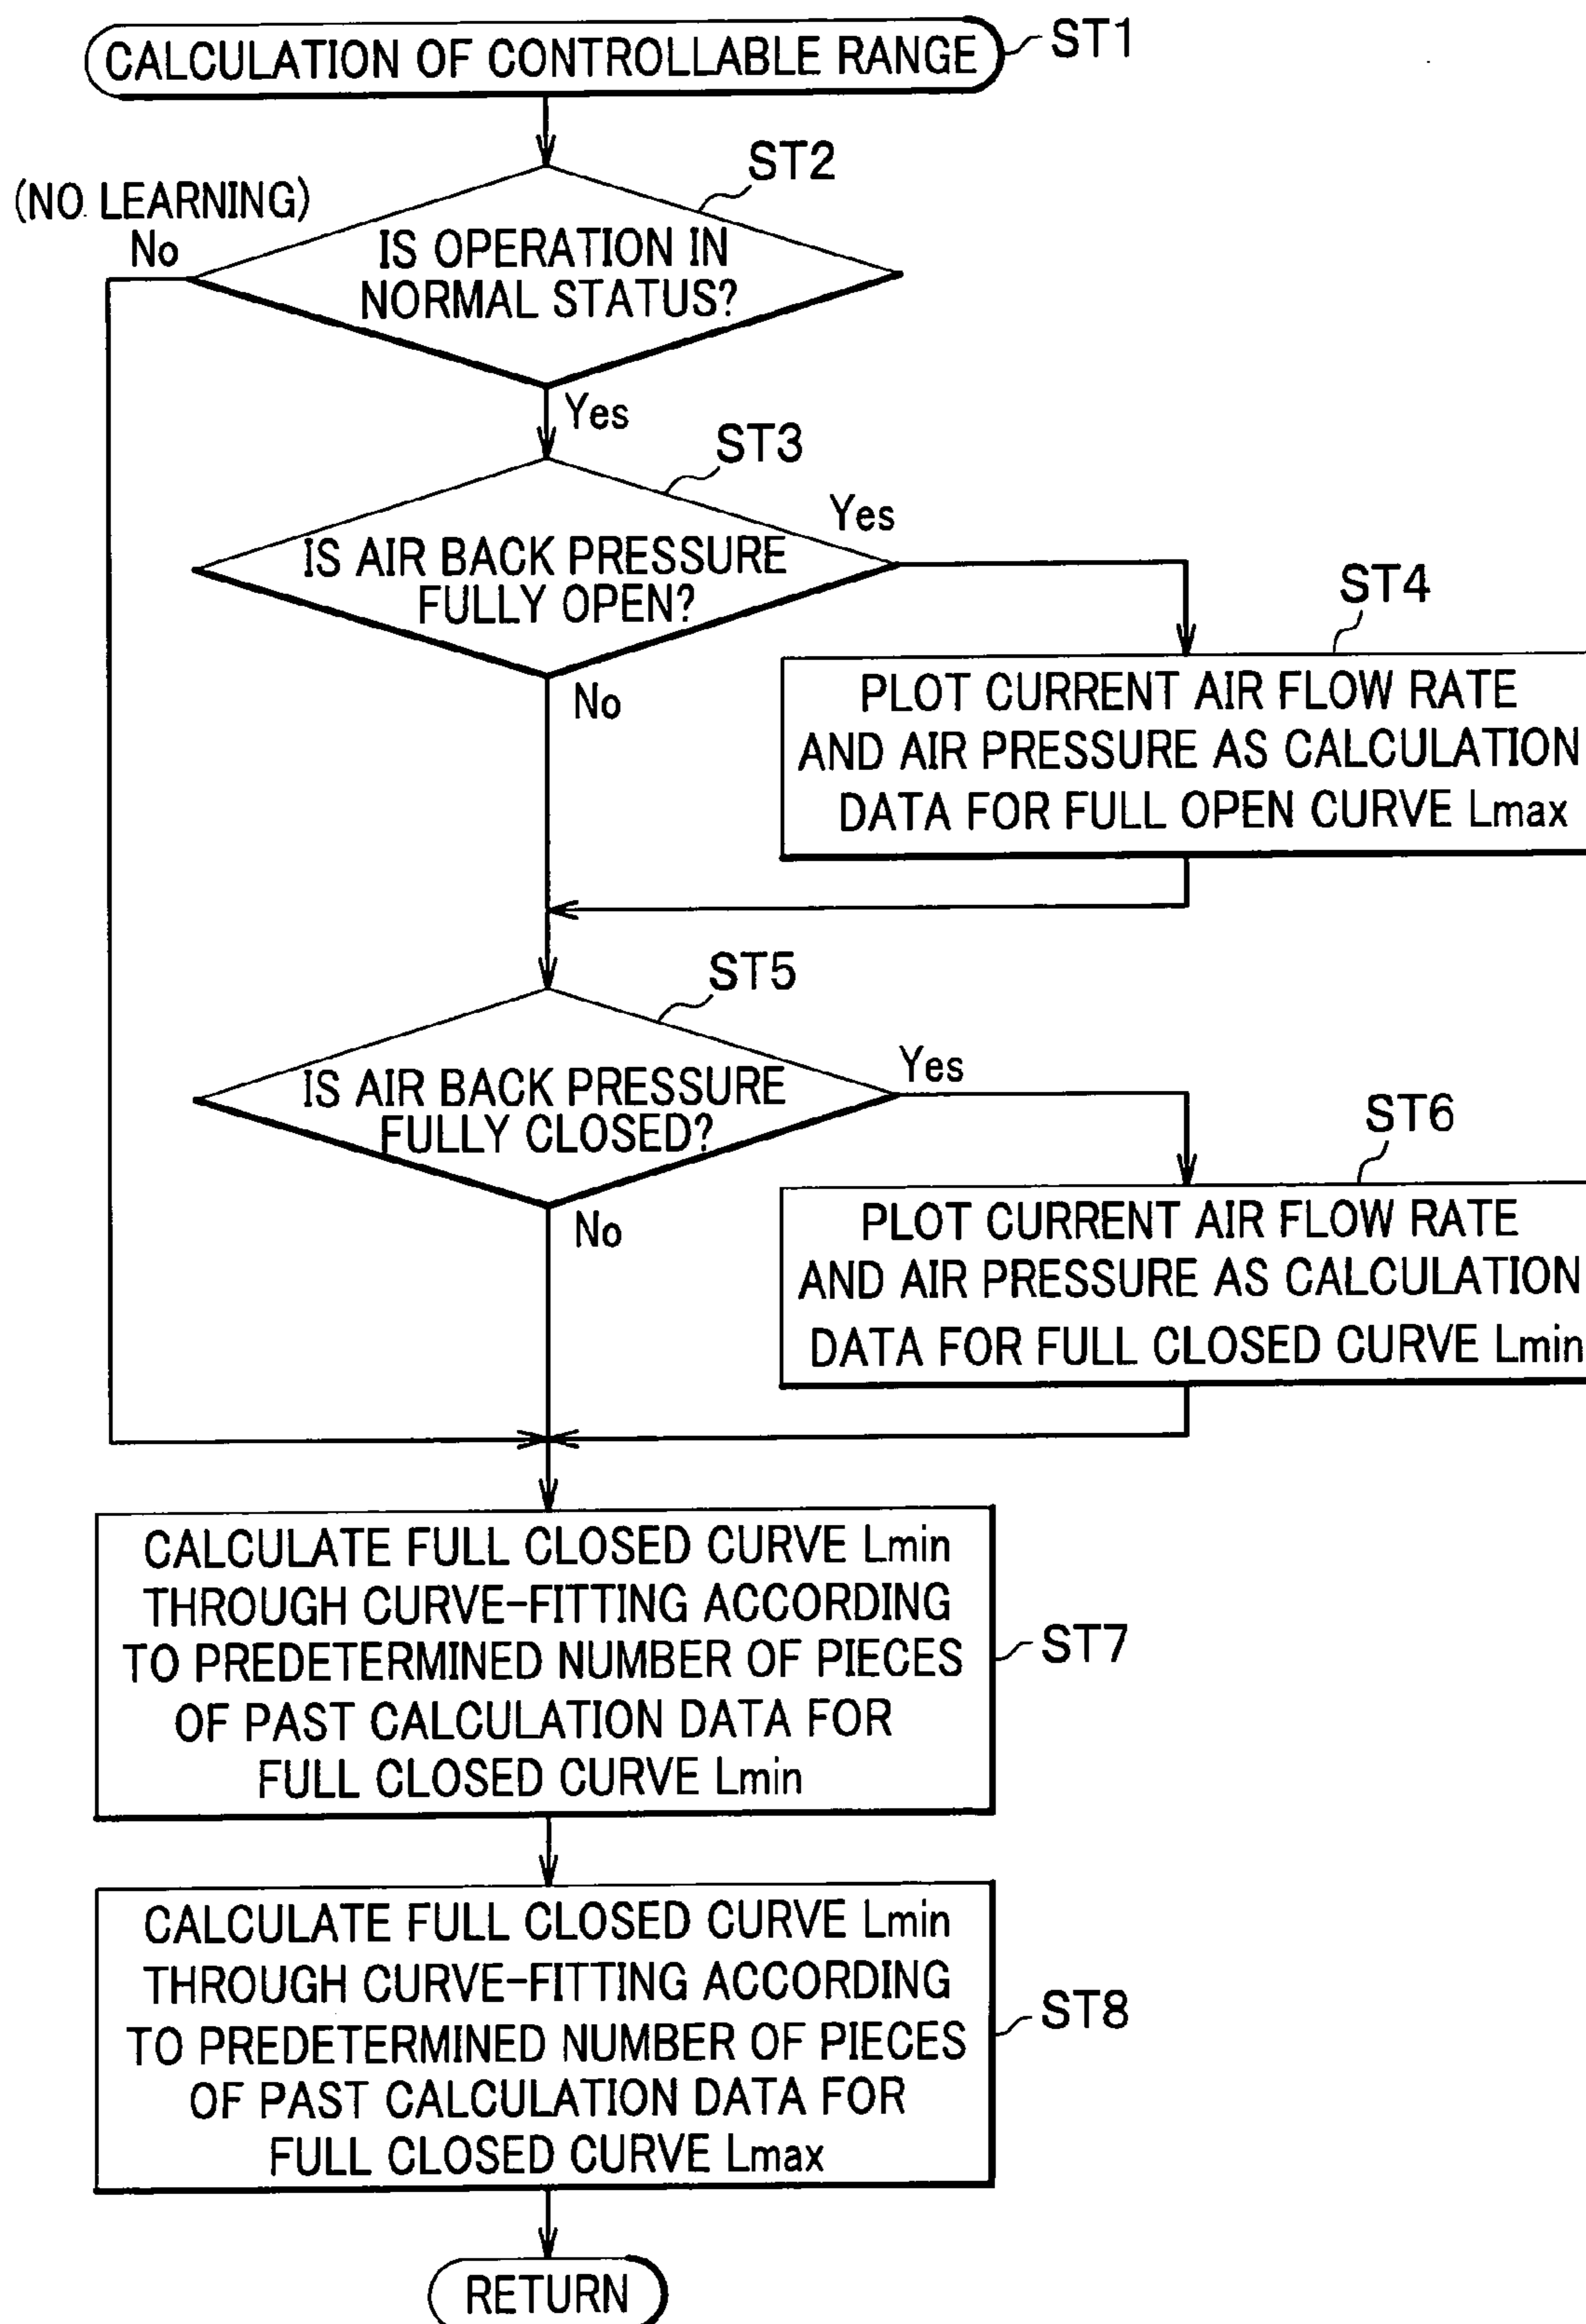 CALCULATION OF CONTROLLABLE RANGE
ST1
ST2
(NO LEARNING)
No
IS OPERATION IN
NORMAL STATUS?
Yes
ST3
Yes
IS AIR BACK PRESSURE
FULLY OPEN?
No
ST4
PLOT CURRENT AIR FLOW RATE
AND AIR PRESSURE AS CALCULATION
DATA FOR FULL OPEN CURVE Lmax
ST5
Yes
IS AIR BACK PRESSURE
FULLY CLOSED?
No
ST6
PLOT CURRENT AIR FLOW RATE
AND AIR PRESSURE AS CALCULATION
DATA FOR FULL CLOSED CURVE Lmin
CALCULATE FULL CLOSED CURVE Lmin
THROUGH CURVE-FITTING ACCORDING
TO PREDETERMINED NUMBER OF PIECES
OF PAST CALCULATION DATA FOR
FULL CLOSED CURVE Lmin
ST7
CALCULATE FULL CLOSED CURVE Lmin
THROUGH CURVE-FITTING ACCORDING
TO PREDETERMINED NUMBER OF PIECES
OF PAST CALCULATION DATA FOR
FULL CLOSED CURVE Lmax
ST8
RETURN